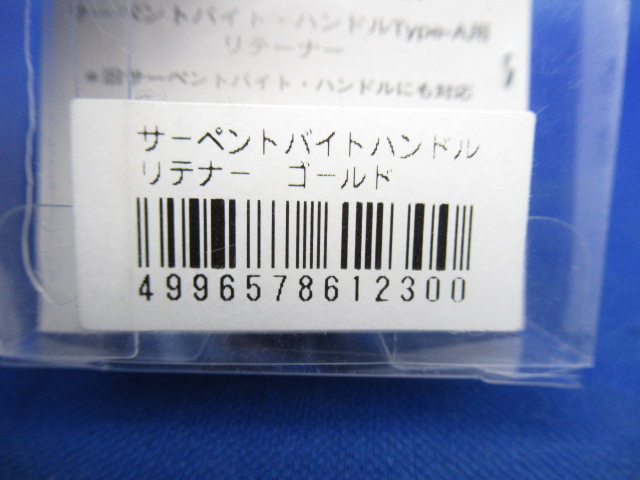 サーペントバイト・ハンドルType-A用
リテーナー
*旧サーペントバイト・ハンドルにも対応
サーペントバイトハンドル
リテナー　ゴールド
4996578612300